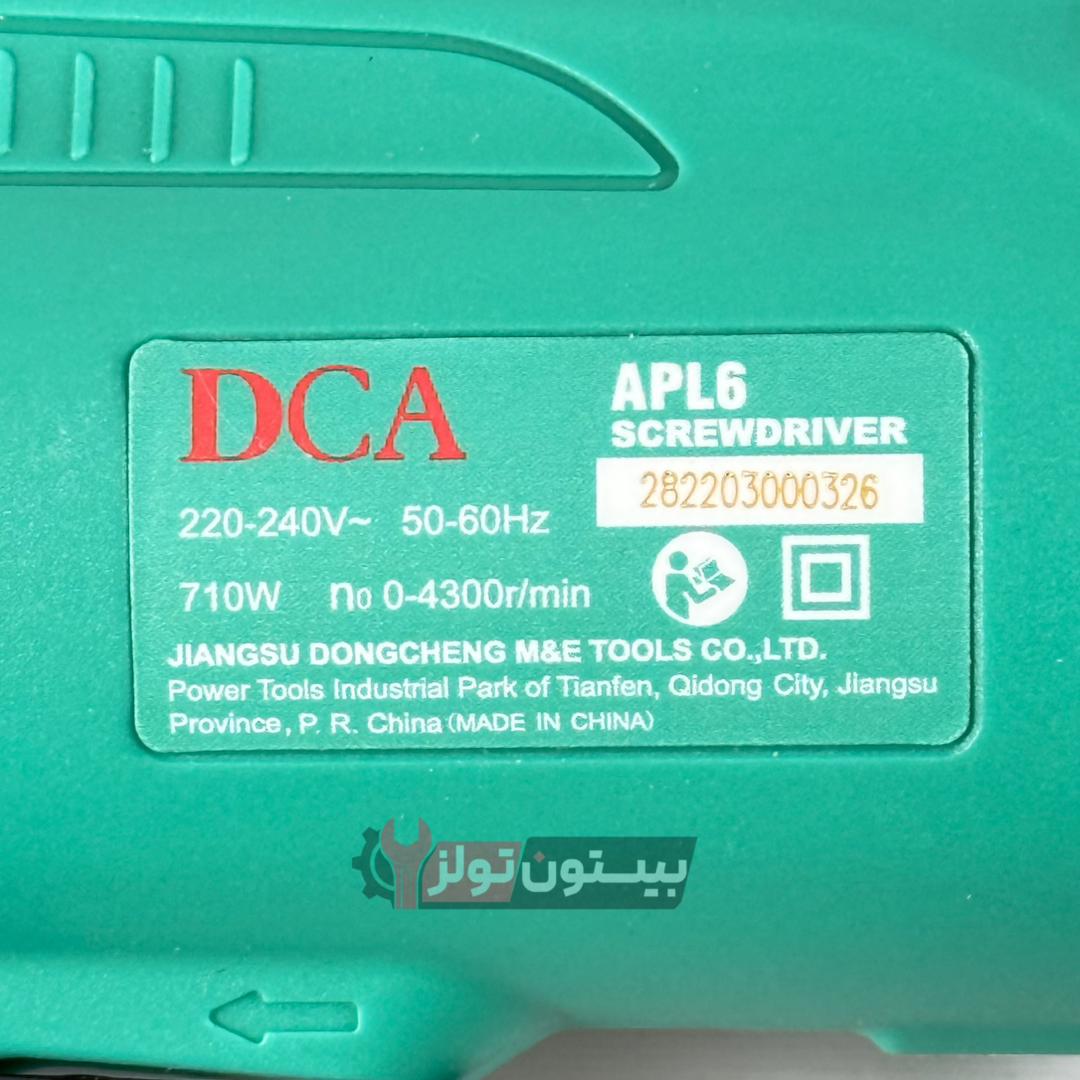 DCA
APL6
SCREWDRIVER
282203000326
220-240V~ 50-60Hz
710W n0 0-4300r/min
JIANGSU DONGCHENG M&E TOOLS CO.,LTD.
Power Tools Industrial Park of Tianfen, Qidong City, Jiangsu
Province, P. R. China (MADE IN CHINA)
بیستون تولز